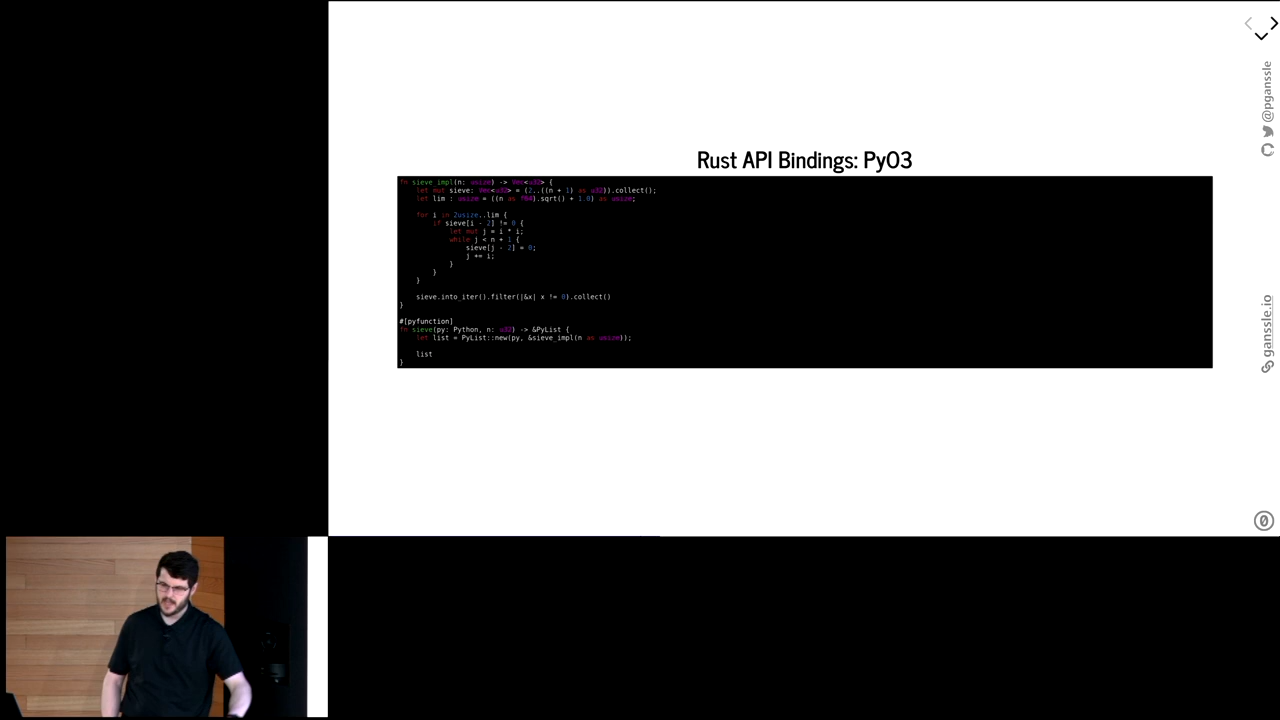 Rust API Bindings: PyO3
fn sieve_impl(n: usize) -> Vec<u32> {
    let mut sieve: Vec<u32> = (2..((n + 1) as u32)).collect();
    let lim : usize = ((n as f64).sqrt() + 1.0) as usize;
    for i in 2usize..lim {
        if sieve[i - 2] != 0 {
            let mut j = i * i;
            while j < n + 1 {
                sieve[j - 2] = 0;
                j += i;
            }
        }
    }
    sieve.into_iter().filter(|&x| x != 0).collect()
}
#[pyfunction]
fn sieve(py: Python, n: u32) -> &PyList {
    let list = PyList::new(py, &sieve_impl(n as usize));
    list
}
@pganssle
ganssle.io